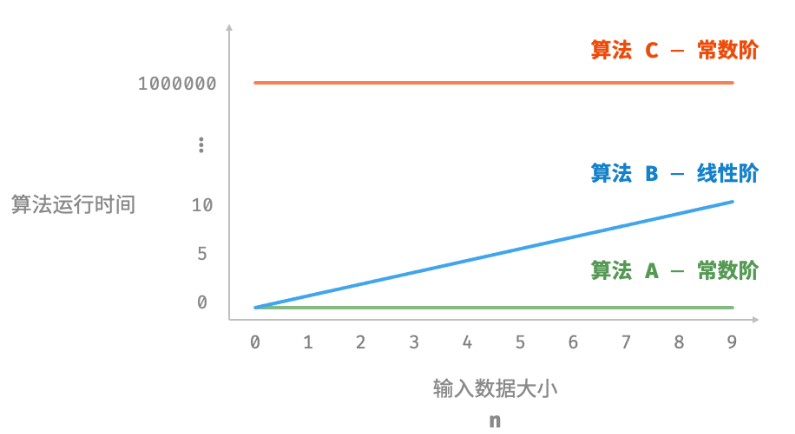 算法 C — 常数阶
1000000
⋮
算法 B — 线性阶
算法运行时间
10
5
算法 A — 常数阶
0
0 1 2 3 4 5 6 7 8 9
输入数据大小
n